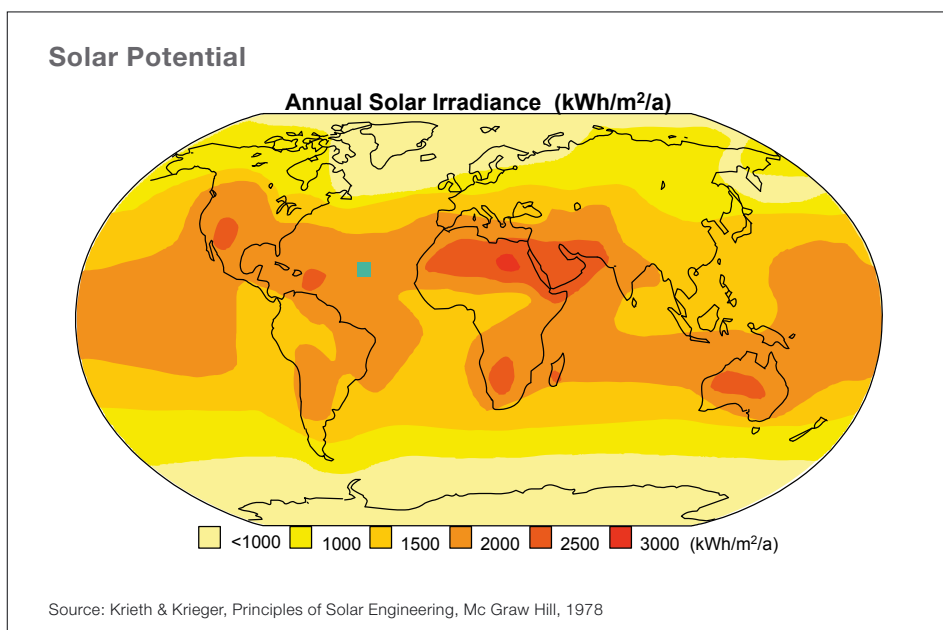 Solar Potential
Annual Solar Irradiance (kWh/m²/a)
<1000 1000 1500 2000 2500 3000 (kWh/m²/a)
Source: Krieth & Krieger, Principles of Solar Engineering, Mc Graw Hill, 1978